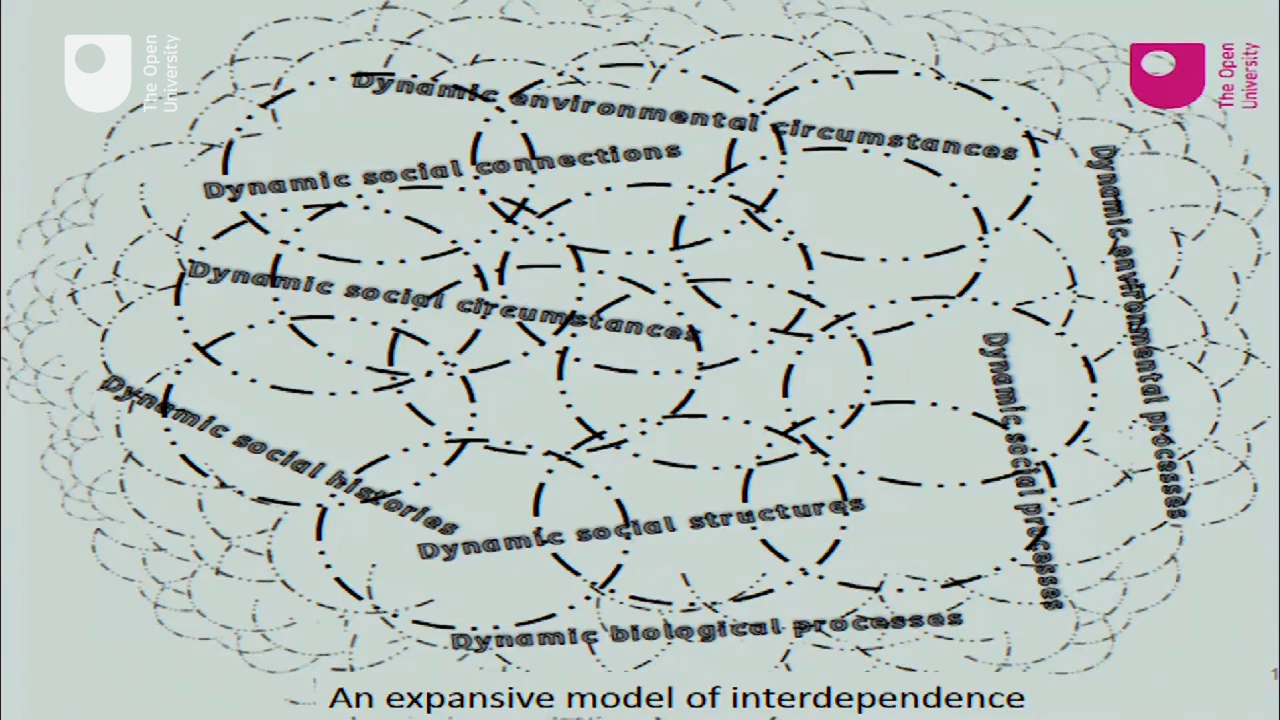 The Open
University
The Open
University
Dynamic environmental circumstances
Dynamic social connections
Dynamic environmental processes
Dynamic social circumstances
Dynamic social processes
Dynamic social histories
Dynamic social structures
Dynamic biological processes
An expansive model of interdependence